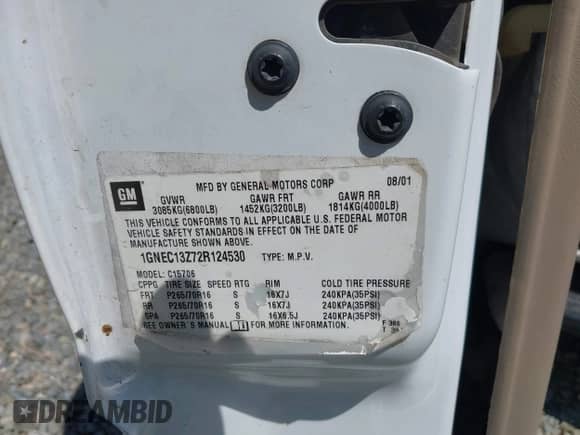 MFD BY GENERAL MOTORS CORP 08/01
GM
GVWR GAWR FRT GAWR RR
3085KG(6800LB) 1452KG(3200LB) 1814KG(4000LB)
THIS VEHICLE CONFORMS TO ALL APPLICABLE U.S. FEDERAL MOTOR
VEHICLE SAFETY STANDARDS IN EFFECT ON THE DATE OF
MANUFACTURE SHOWN ABOVE.
1GNEC13Z72R124530 TYPE: M.P.V.
MODEL: C15706
CPPO TIRE SIZE SPEED RTG RIM COLD TIRE PRESSURE
FRT P265/70R16 S 16X7J 240KPA(35PSI)
RR P265/70R16 S 16X7J 240KPA(35PSI)
SPA P265/70R16 S 16X6.5J 240KPA(35PSI)
SEE OWNER'S MANUAL FOR MORE INFORMATION.
F
T
DREAMBID